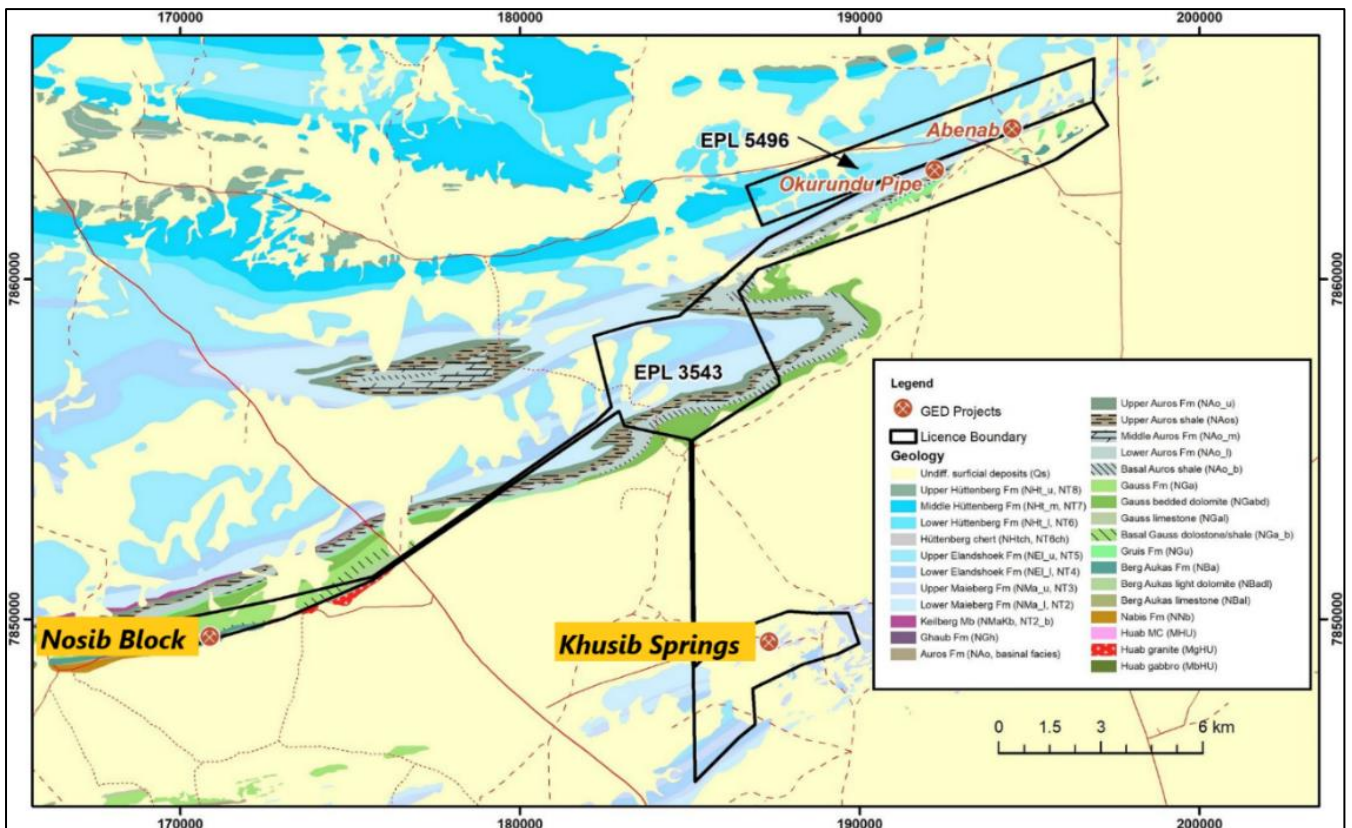 170000
180000
190000
200000
Abenab
EPL 5496
Okurundu Pipe
7860000
7860000
EPL 3543
Nosib Block
Khusib Springs
7850000
7850000
Legend
GED Projects
Licence Boundary
Geology
Undiff. surficial deposits (Qs)
Upper Hüttenberg Fm (NHt_u, NT8)
Middle Hüttenberg Fm (NHt_m, NT7)
Lower Hüttenberg Fm (NHt_l, NT6)
Hüttenberg chert (NHtch, NT6ch)
Upper Elandshoek Fm (NEl_u, NT5)
Lower Elandshoek Fm (NEl_l, NT4)
Upper Maieberg Fm (NMa_u, NT3)
Lower Maieberg Fm (NMa_l, NT2)
Keilberg Mb (NMaKb, NT2_b)
Ghaub Fm (NGh)
Auros Fm (NAo, basinal facies)
Upper Auros Fm (NAo_u)
Upper Auros shale (NAos)
Middle Auros Fm (NAo_m)
Lower Auros Fm (NAo_l)
Basal Auros shale (NAo_b)
Gauss Fm (NGa)
Gauss bedded dolomite (NGabd)
Gauss limestone (NGal)
Basal Gauss dolostone/shale (NGa_b)
Gruis Fm (NGu)
Berg Aukas Fm (NBa)
Berg Aukas light dolomite (NBadl)
Berg Aukas limestone (NBal)
Nabis Fm (NNb)
Huab MC (MHU)
Huab granite (MgHU)
Huab gabbro (MbHU)
0 1.5 3 6 km
170000
180000
190000
200000